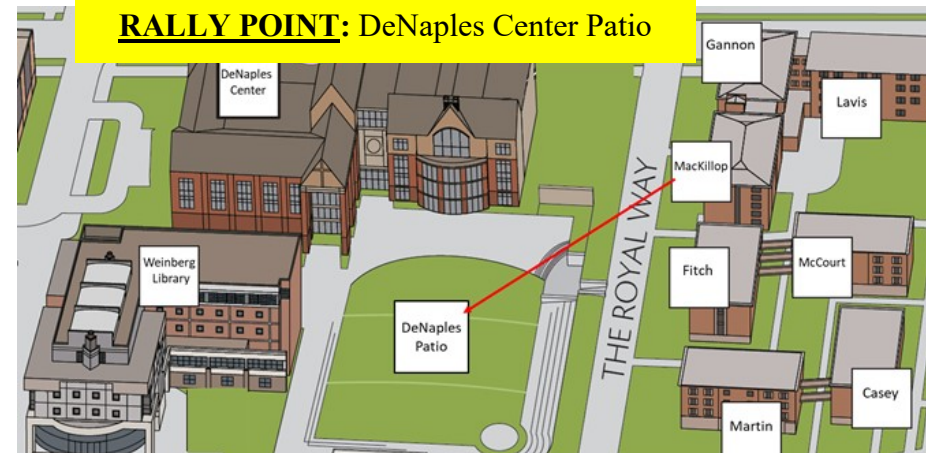 RALLY POINT: DeNaples Center Patio
DeNaples
Center
Gannon
Lavis
MacKillop
Weinberg
Library
Fitch
McCourt
THE ROYAL WAY
DeNaples
Patio
Casey
Martin